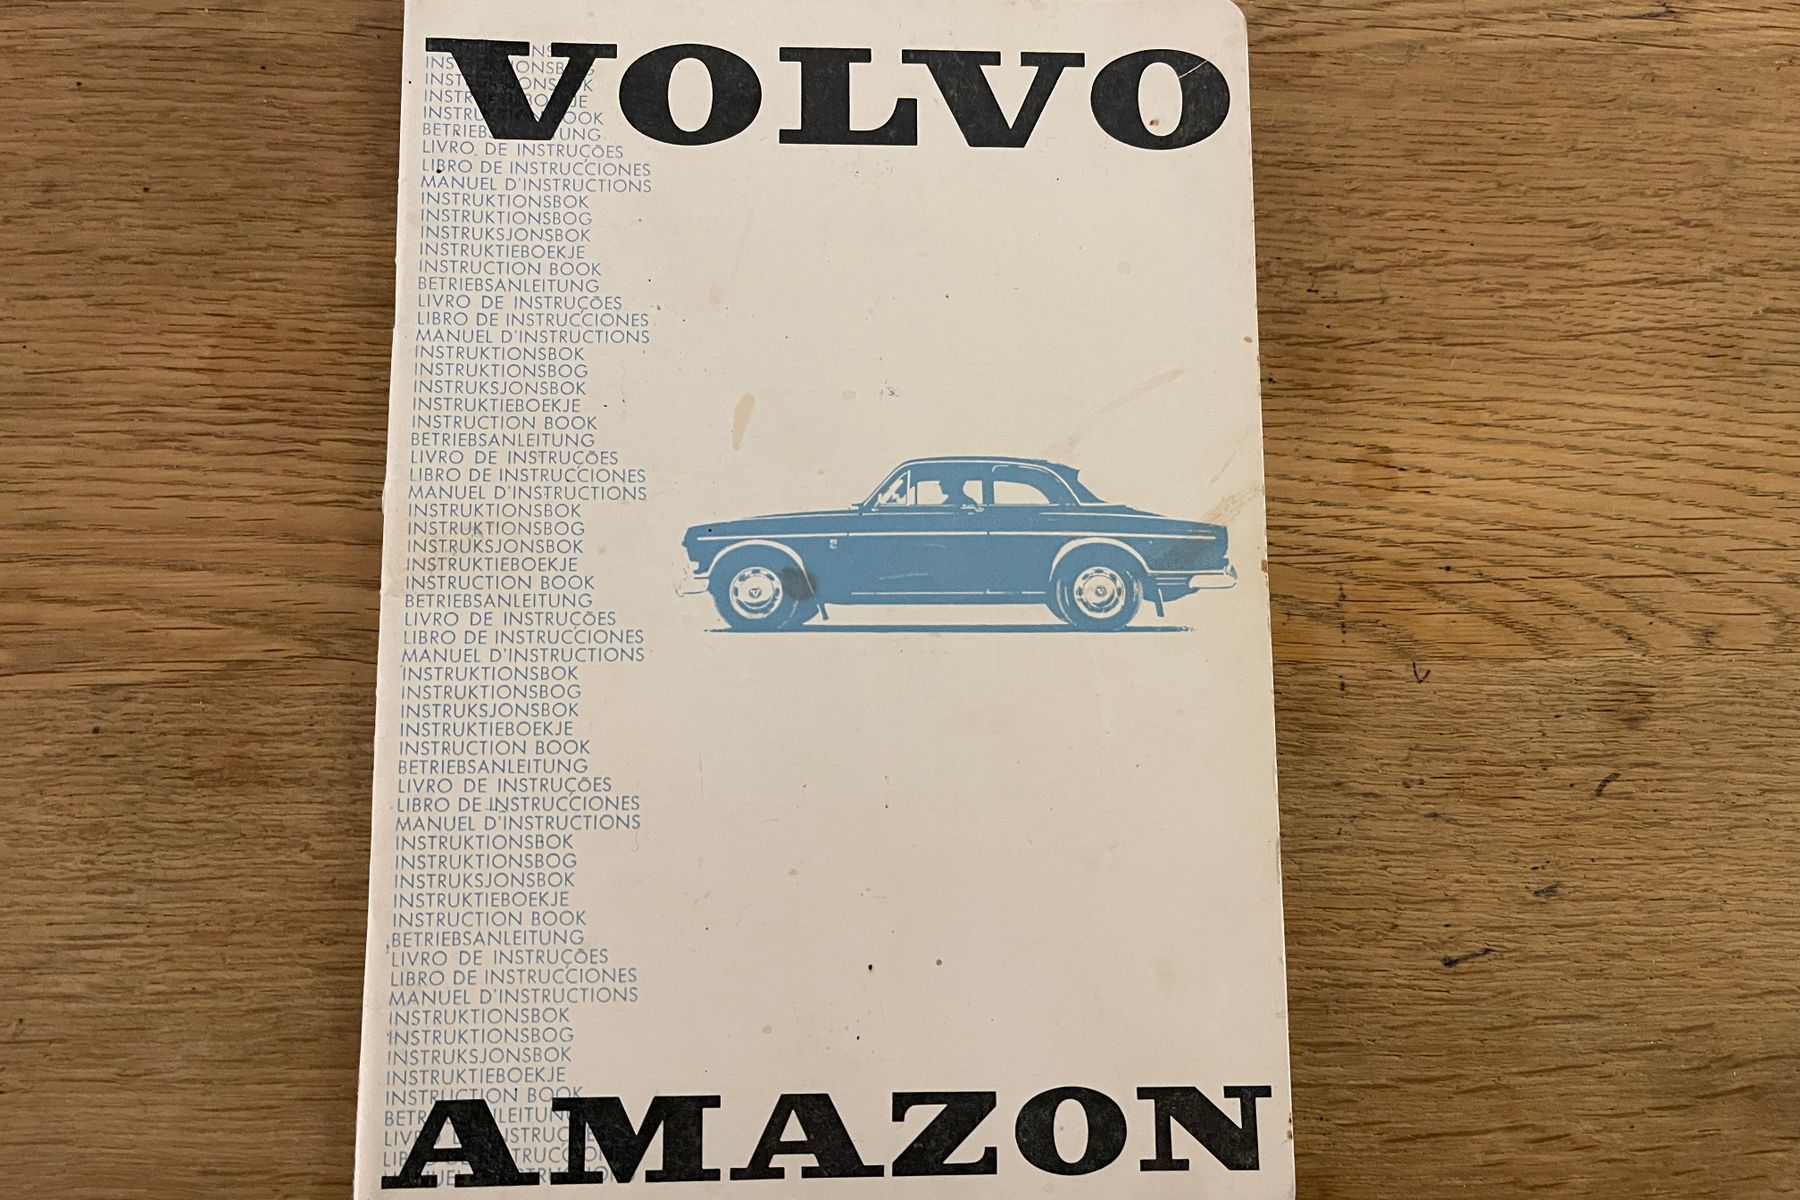 VOLVO
LIVRO DE INSTRUÇÕES
LIBRO DE INSTRUCCIONES
MANUEL D'INSTRUCTIONS
INSTRUKTIONSBOK
INSTRUKTIONSBOG
INSTRUKSJONSBOK
INSTRUKTIEBOEKJE
INSTRUCTION BOOK
BETRIEBSANLEITUNG
LIVRO DE INSTRUÇÕES
LIBRO DE INSTRUCCIONES
MANUEL D'INSTRUCTIONS
INSTRUKTIONSBOK
INSTRUKTIONSBOG
INSTRUKSJONSBOK
INSTRUKTIEBOEKJE
INSTRUCTION BOOK
BETRIEBSANLEITUNG
LIVRO DE INSTRUÇÕES
LIBRO DE INSTRUCCIONES
MANUEL D'INSTRUCTIONS
INSTRUKTIONSBOK
INSTRUKTIONSBOG
INSTRUKSJONSBOK
INSTRUKTIEBOEKJE
INSTRUCTION BOOK
BETRIEBSANLEITUNG
LIVRO DE INSTRUÇÕES
LIBRO DE INSTRUCCIONES
MANUEL D'INSTRUCTIONS
INSTRUKTIONSBOK
INSTRUKTIONSBOG
INSTRUKSJONSBOK
INSTRUKTIEBOEKJE
INSTRUCTION BOOK
BETRIEBSANLEITUNG
LIVRO DE INSTRUÇÕES
LIBRO DE INSTRUCCIONES
MANUEL D'INSTRUCTIONS
INSTRUKTIONSBOK
INSTRUKTIONSBOG
INSTRUKSJONSBOK
INSTRUKTIEBOEKJE
INSTRUCTION BOOK
BETRIEBSANLEITUNG
LIVRO DE INSTRUÇÕES
LIBRO DE INSTRUCCIONES
MANUEL D'INSTRUCTIONS
INSTRUKTIONSBOK
INSTRUKTIONSBOG
INSTRUKSJONSBOK
INSTRUKTIEBOEKJE
INSTRUCTION BOOK
AMAZON